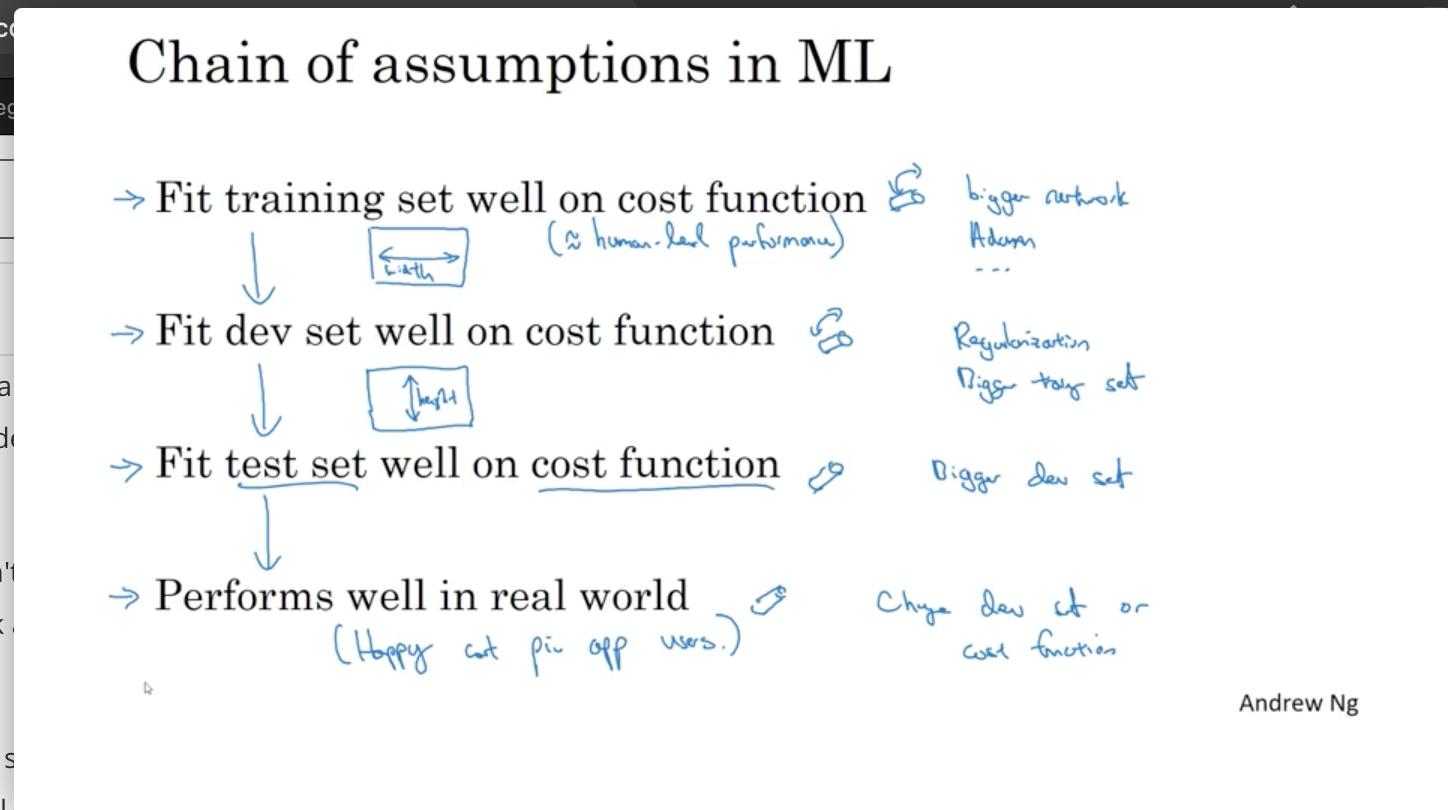 Chain of assumptions in ML
→ Fit training set well on cost function
bigger network
(≈ human-level performance)
Adam
...
width
→ Fit dev set well on cost function
Regularization
Bigger training set
height
→ Fit test set well on cost function
Bigger dev set
→ Performs well in real world
Change dev set or
(Happy cat pic app users.)
cost function
Andrew Ng